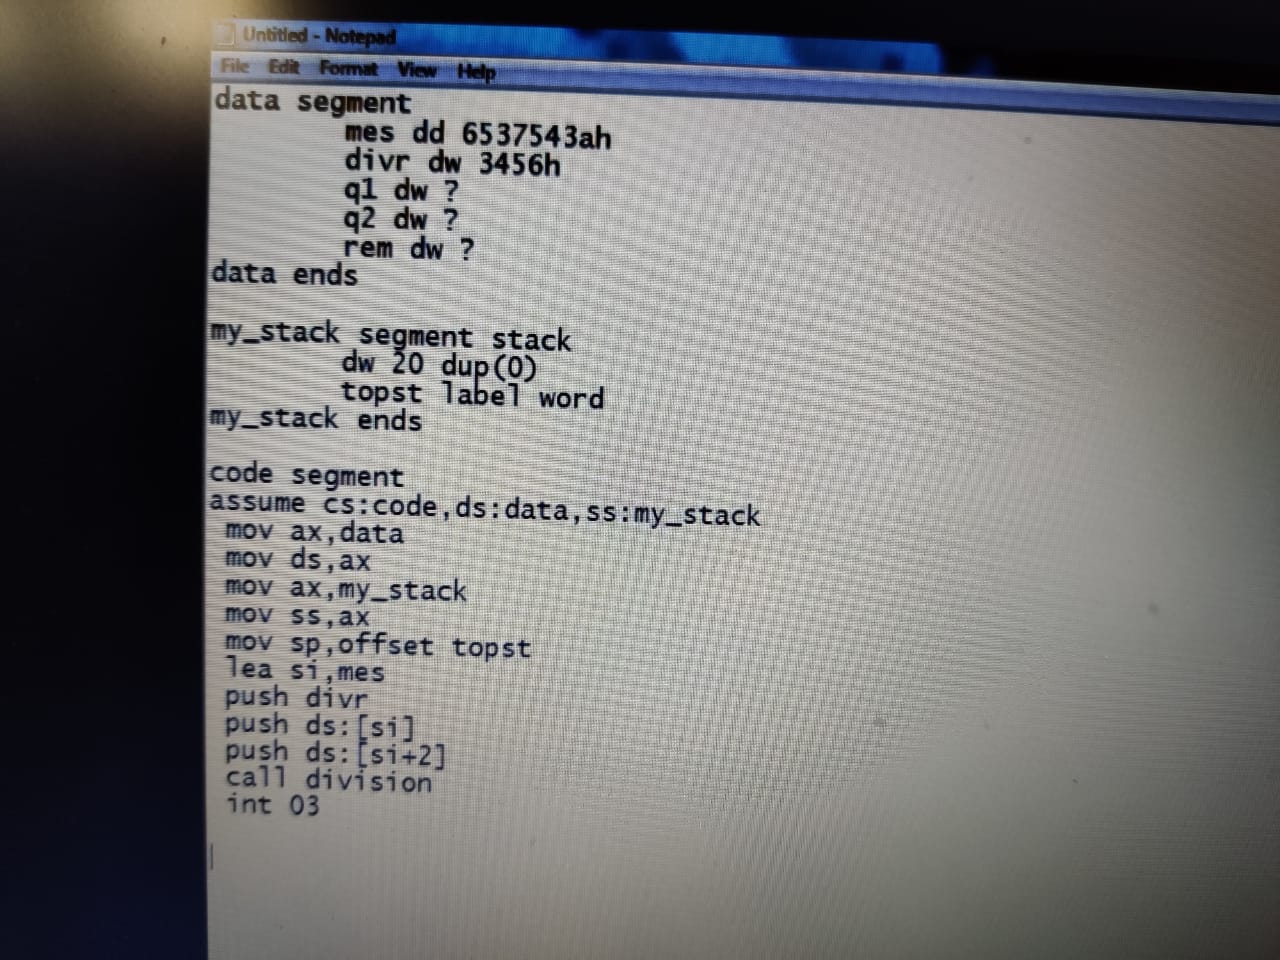 Untitled - Notepad
File Edit Format View Help
data segment
mes dd 6537543ah
divr dw 3456h
q1 dw ?
q2 dw ?
rem dw ?
data ends
my_stack segment stack
dw 20 dup(0)
topst label word
my_stack ends
code segment
assume cs:code,ds:data,ss:my_stack
mov ax,data
mov ds,ax
mov ax,my_stack
mov ss,ax
mov sp,offset topst
lea si,mes
push divr
push ds:[si]
push ds:[si+2]
call division
int 03